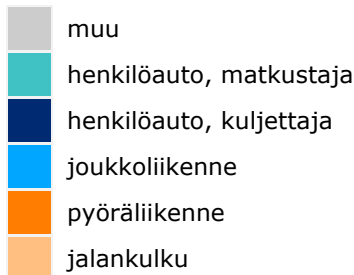 muu
henkilöauto, matkustaja
henkilöauto, kuljettaja
joukkoliikenne
pyöräliikenne
jalankulku